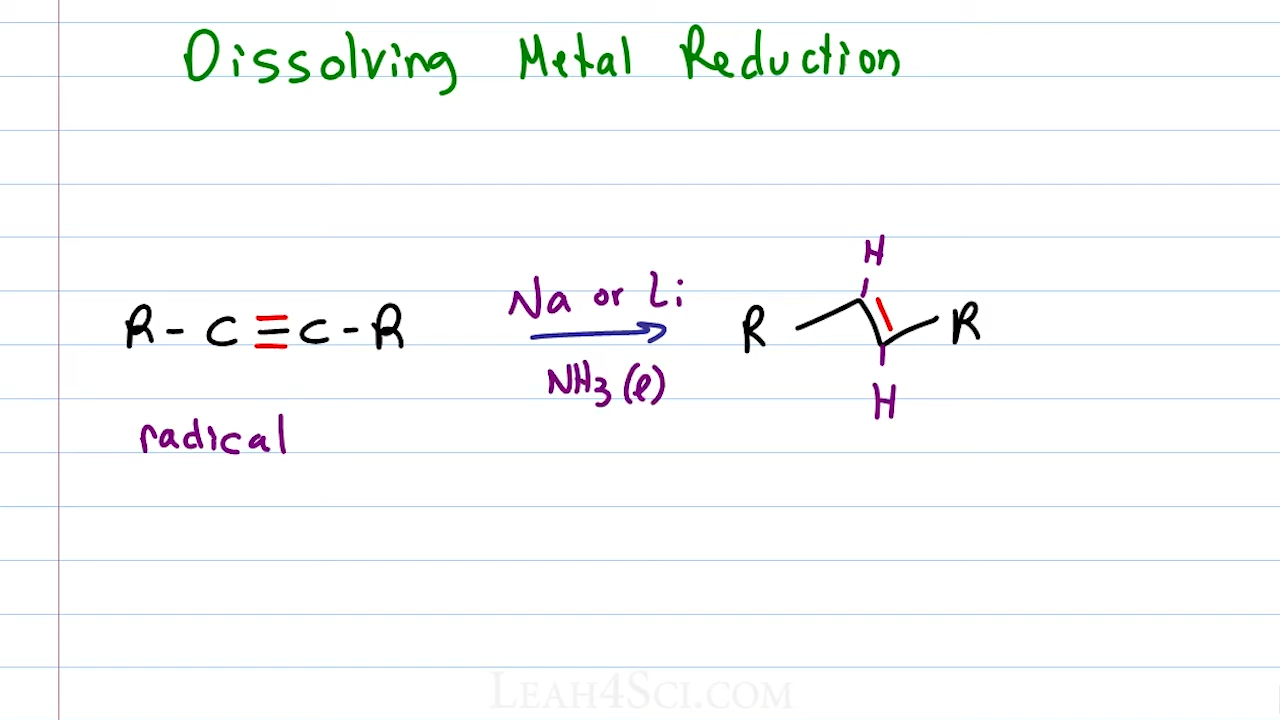 Dissolving Metal Reduction
H
Na or Li
R - C ≡ C - R
R R
NH3 (l)
H
radical
LEAH4SCI.COM